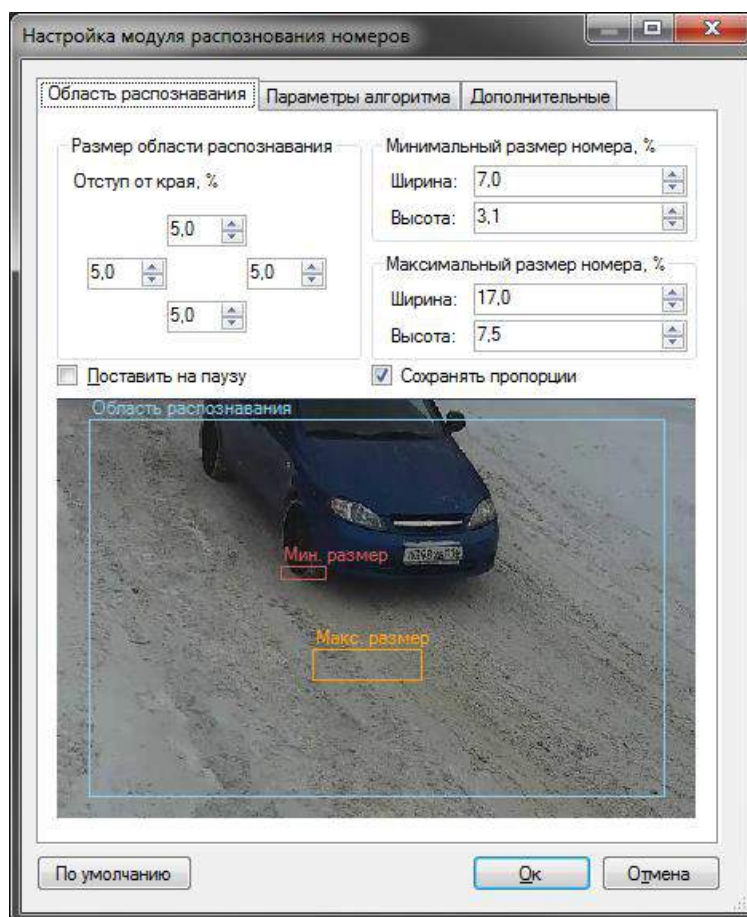 Настройка модуля распознования номеров
Область распознавания
Параметры алгоритма
Дополнительные
Размер области распознавания
Отступ от края, %
5,0
5,0
5,0
5,0
Минимальный размер номера, %
Ширина: 7,0
Высота: 3,1
Максимальный размер номера, %
Ширина: 17,0
Высота: 7,5
Поставить на паузу
Сохранять пропорции
Область распознавания
Мин. размер
Макс. размер
По умолчанию
Ок
Отмена